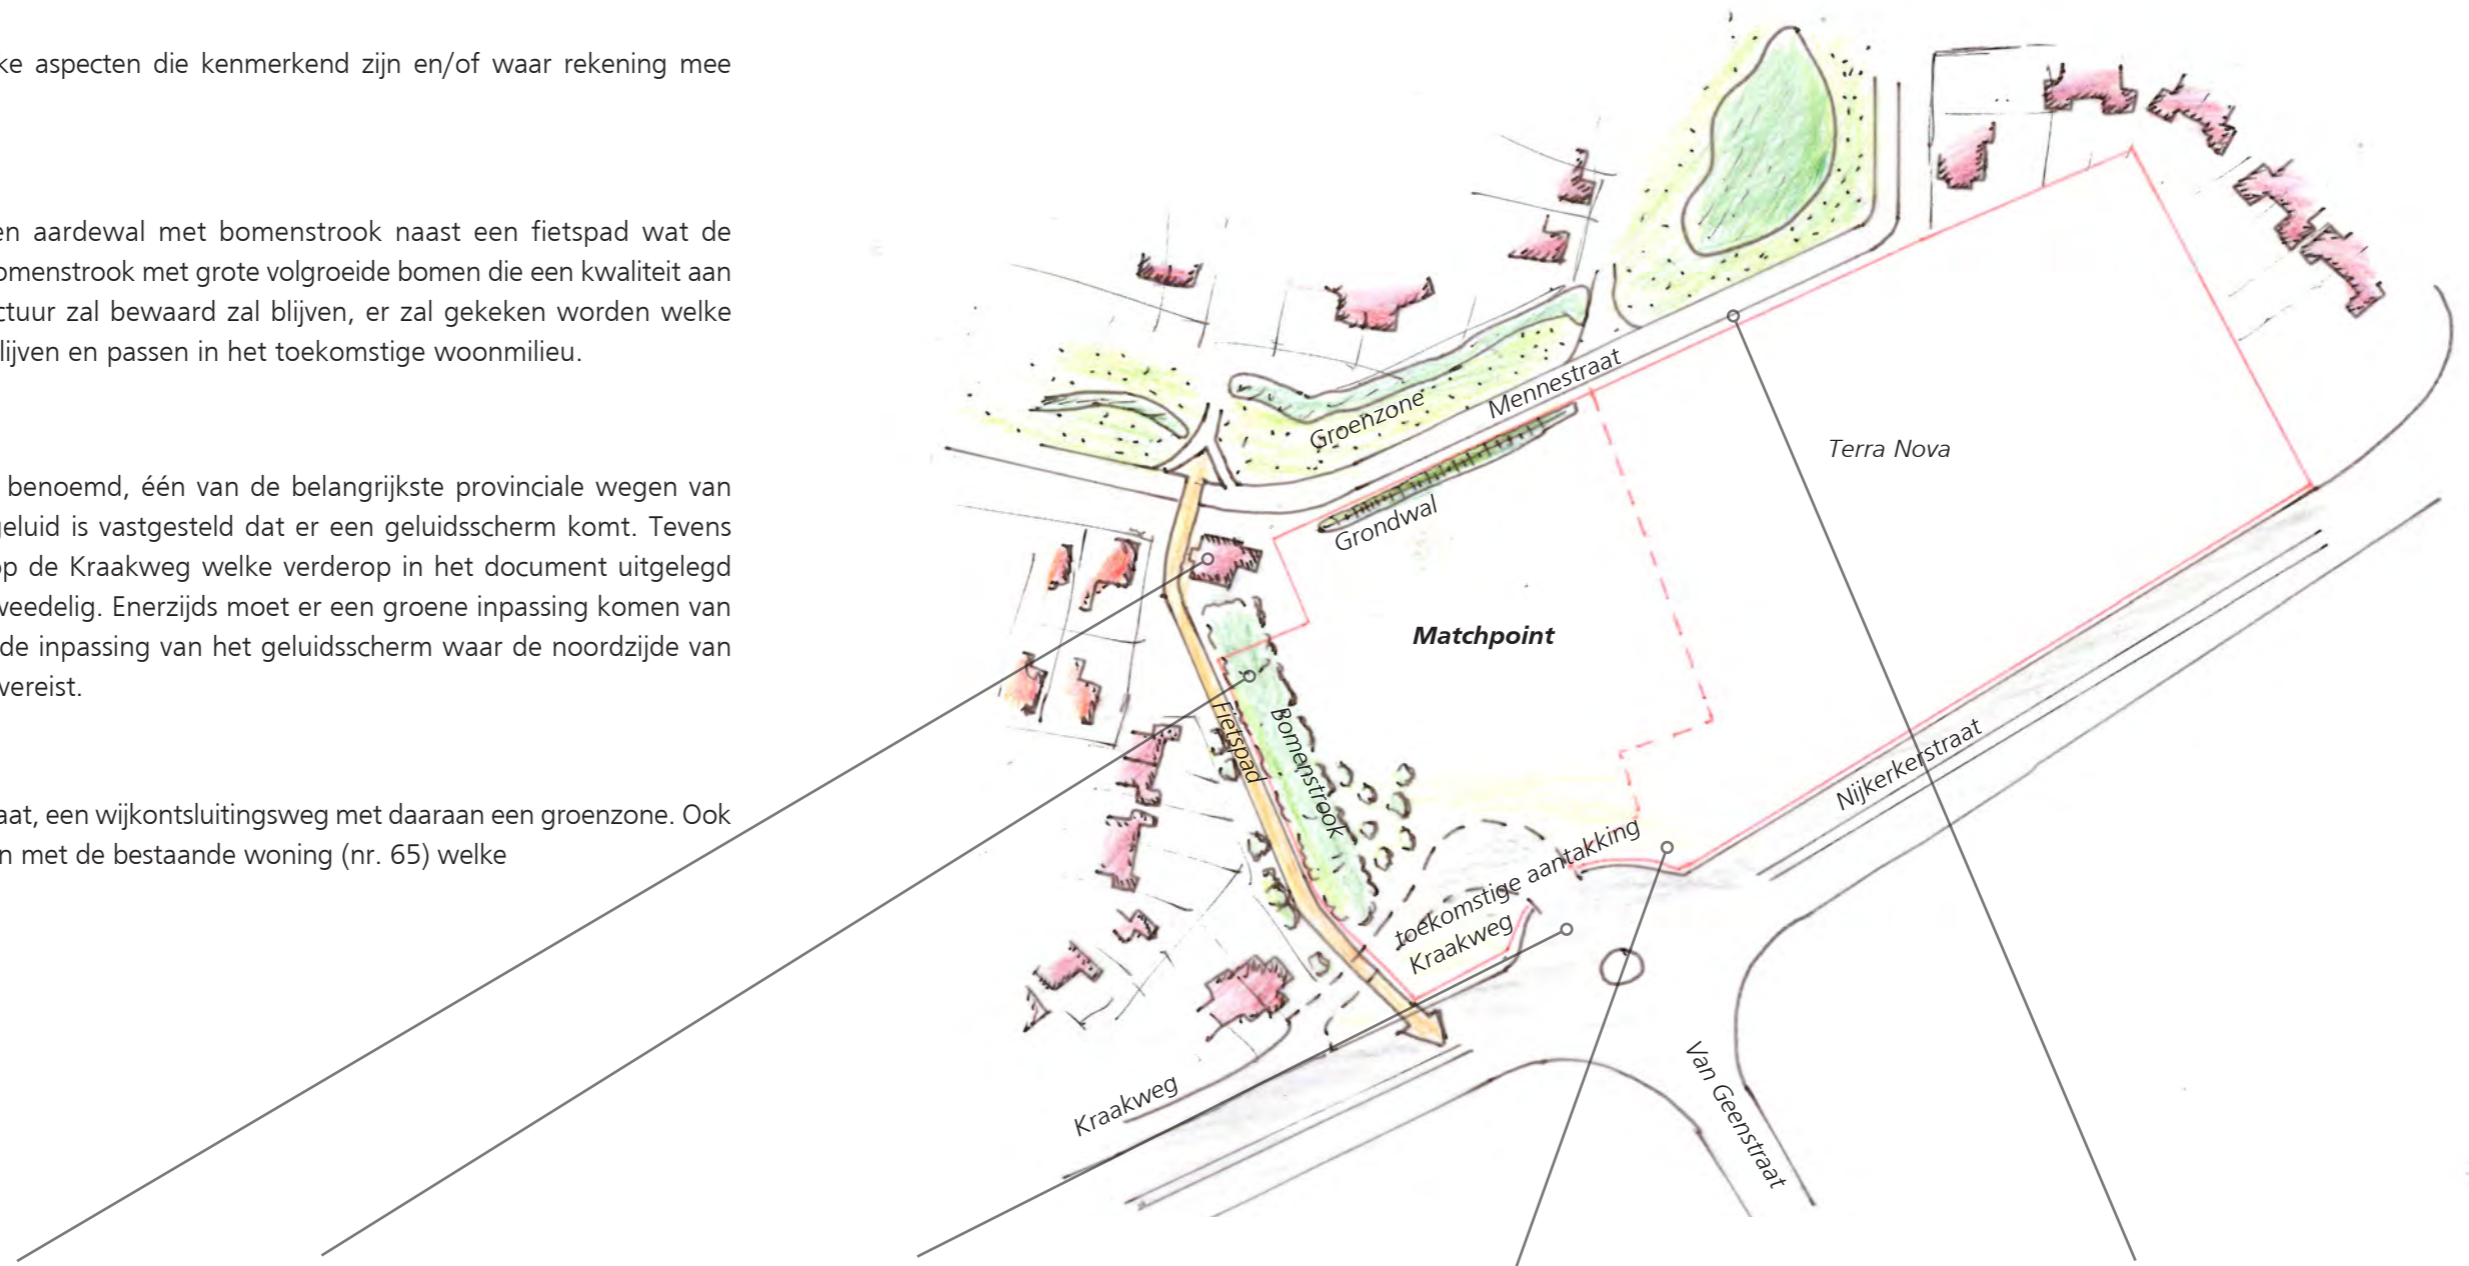 ke aspecten die kenmerkend zijn en/of waar rekening mee
en aardewal met bomenstrook naast een fietspad wat de
omenstrook met grote volgroeide bomen die een kwaliteit aan
ctuur zal bewaard zal blijven, er zal gekeken worden welke
lijven en passen in het toekomstige woonmilieu.
benoemd, één van de belangrijkste provinciale wegen van
geluid is vastgesteld dat er een geluidsscherm komt. Tevens
op de Kraakweg welke verderop in het document uitgelegd
weedelig. Enerzijds moet er een groene inpassing komen van
de inpassing van het geluidsscherm waar de noordzijde van
vereist.
aat, een wijkontsluitingsweg met daaraan een groenzone. Ook
n met de bestaande woning (nr. 65) welke
Groenzone
Mennestraat
Terra Nova
Grondwal
Matchpoint
Fietspad
Bomenstrook
Nijkerkerstraat
toekomstige aantakking
Kraakweg
Kraakweg
Van Geenstraat